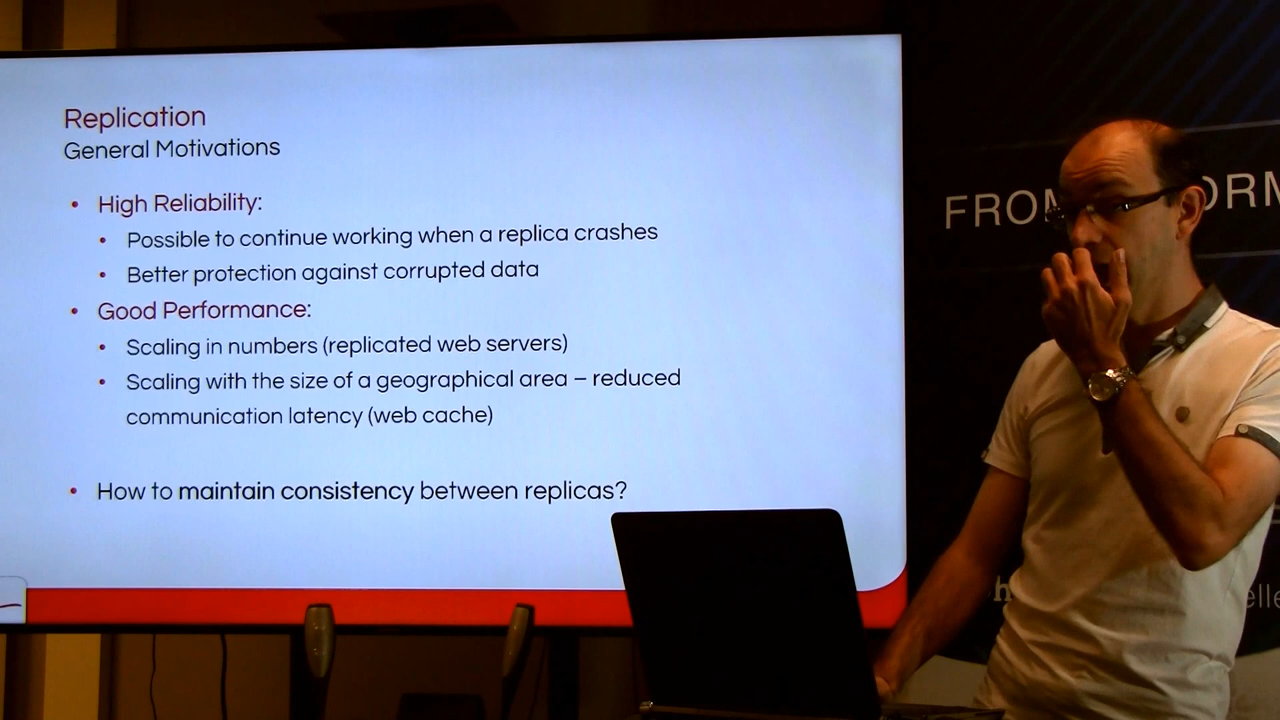 Replication
General Motivations
• High Reliability:
• Possible to continue working when a replica crashes
• Better protection against corrupted data
• Good Performance:
• Scaling in numbers (replicated web servers)
• Scaling with the size of a geographical area – reduced
communication latency (web cache)
• How to maintain consistency between replicas?
FROM